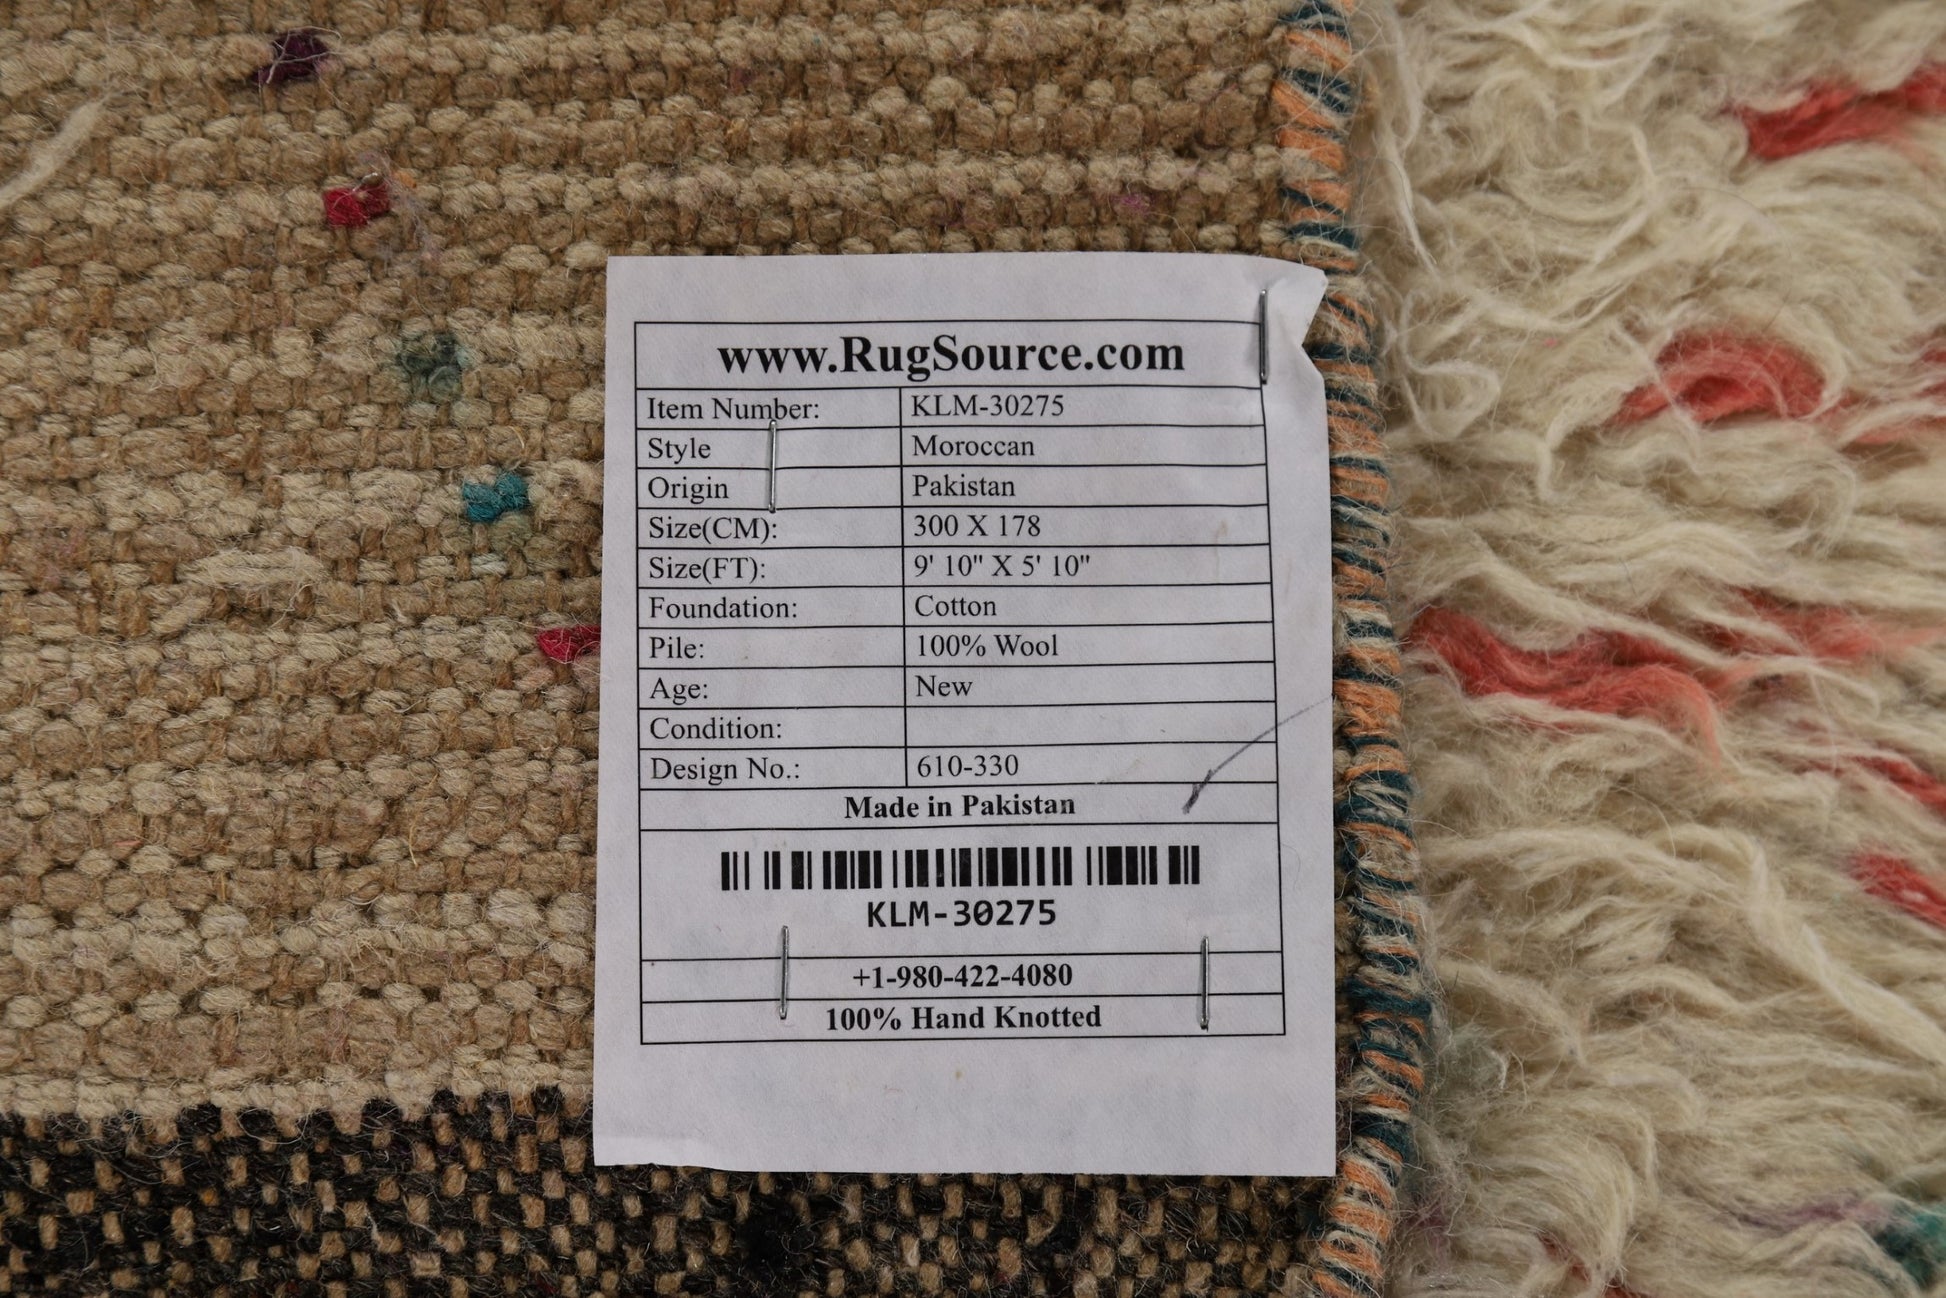 www.RugSource.com
Item Number: KLM-30275
Style Moroccan
Origin Pakistan
Size(CM): 300 X 178
Size(FT): 9' 10" X 5' 10"
Foundation: Cotton
Pile: 100% Wool
Age: New
Condition:
Design No.: 610-330
Made in Pakistan
KLM-30275
+1-980-422-4080
100% Hand Knotted